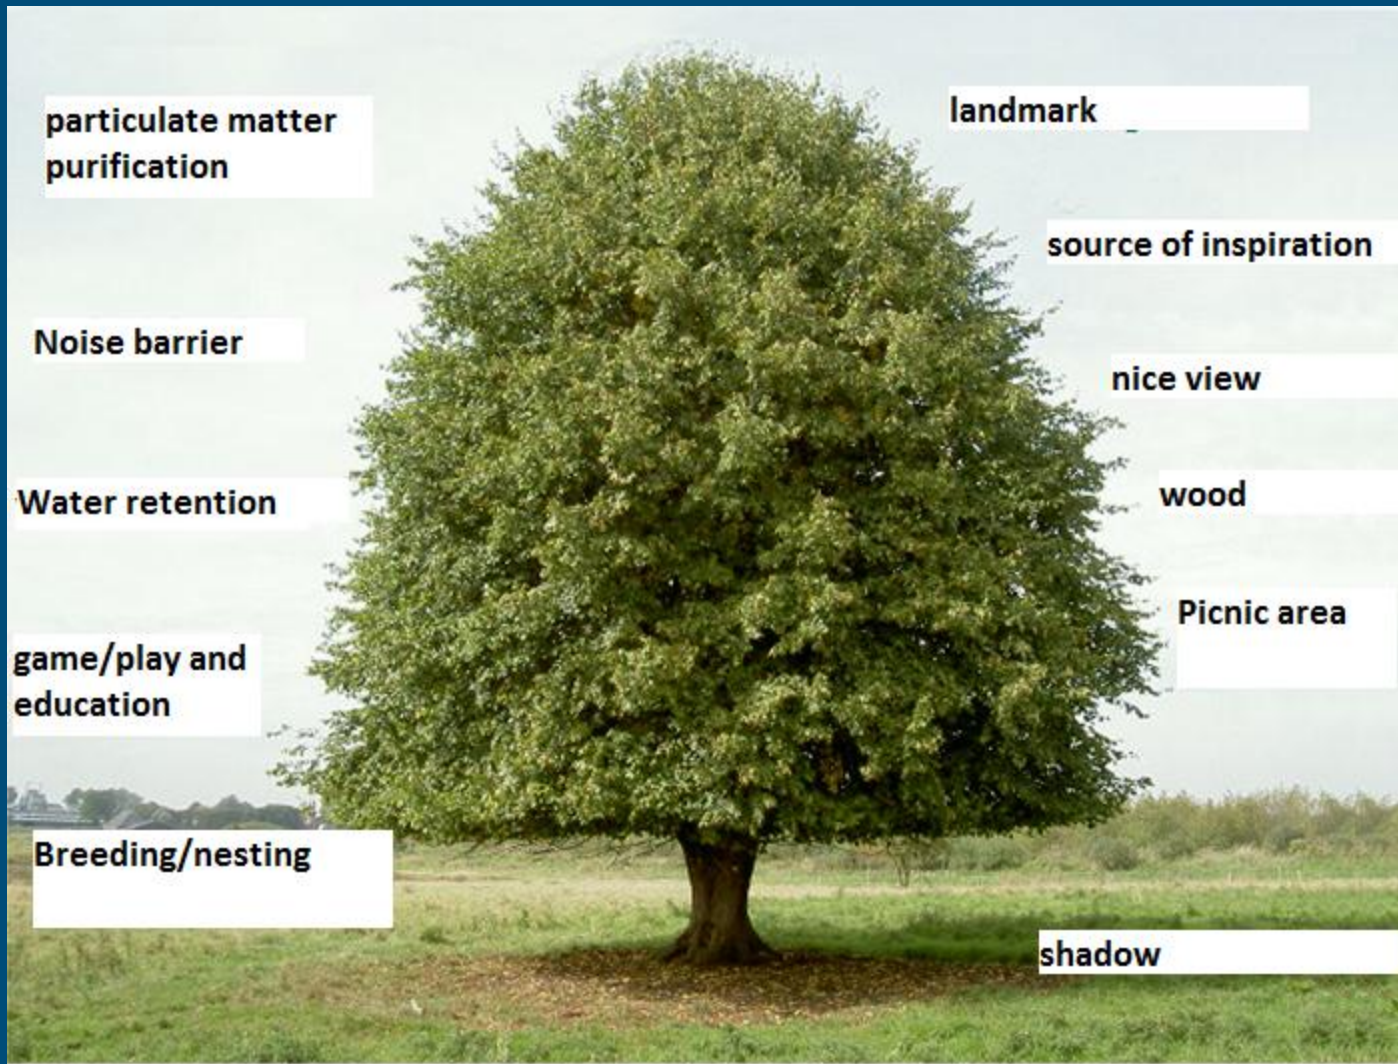 particulate matter
purification
Noise barrier
Water retention
game/play and
education
Breeding/nesting
landmark
source of inspiration
nice view
wood
Picnic area
shadow